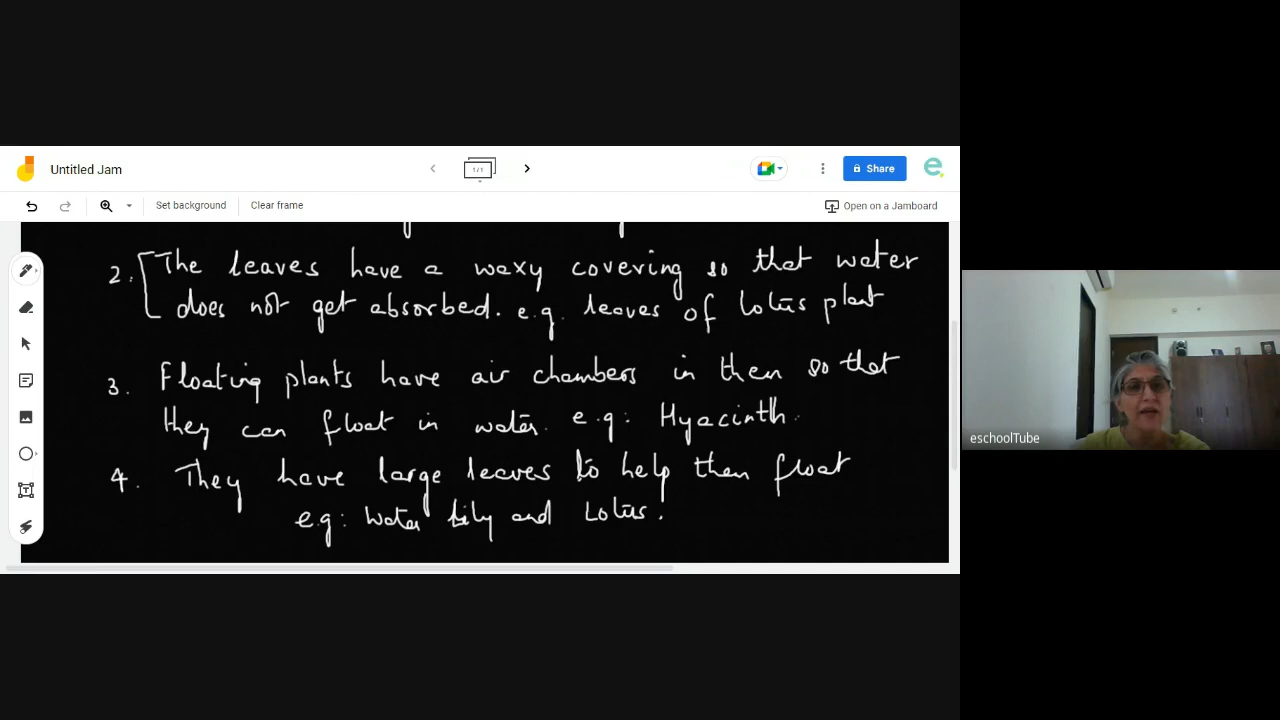 Untitled Jam
1/1
Share
e
Set background
Clear frame
Open on a Jamboard
2. The leaves have a waxy covering so that water
does not get absorbed. e.g. leaves of lotus plant
3. Floating plants have air chambers in them so that
they can float in water. e.g: Hyacinth.
4. They have large leaves to help them float
e.g: Water Lily and Lotus.
eschoolTube